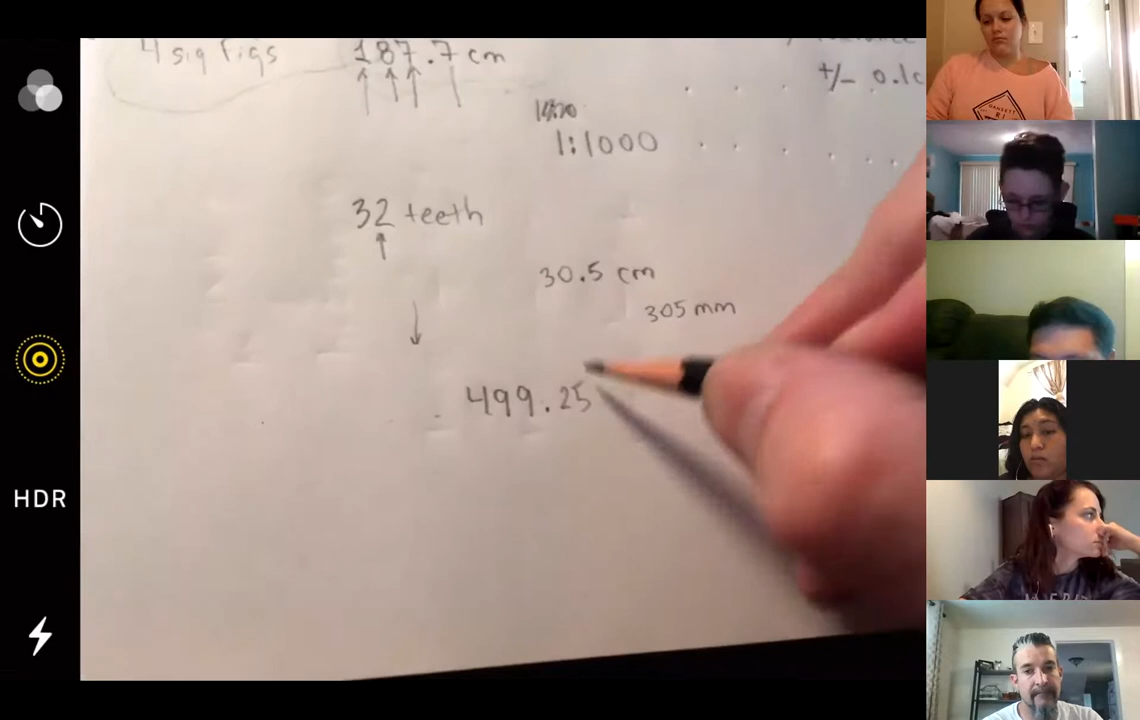 4 sig figs 187.7 cm
+/- 0.1c
1:1000
32 teeth
30.5 cm
305 mm
499.25
HDR